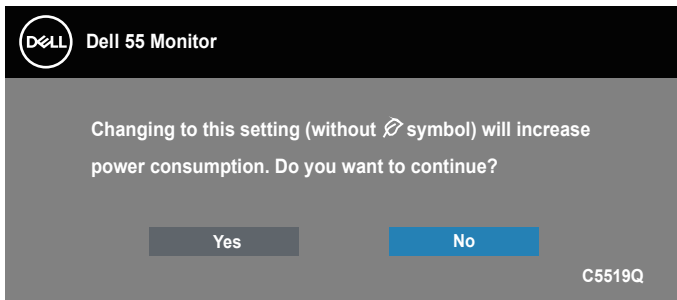 DELL Dell 55 Monitor
Changing to this setting (without symbol) will increase
power consumption. Do you want to continue?
Yes No
C5519Q